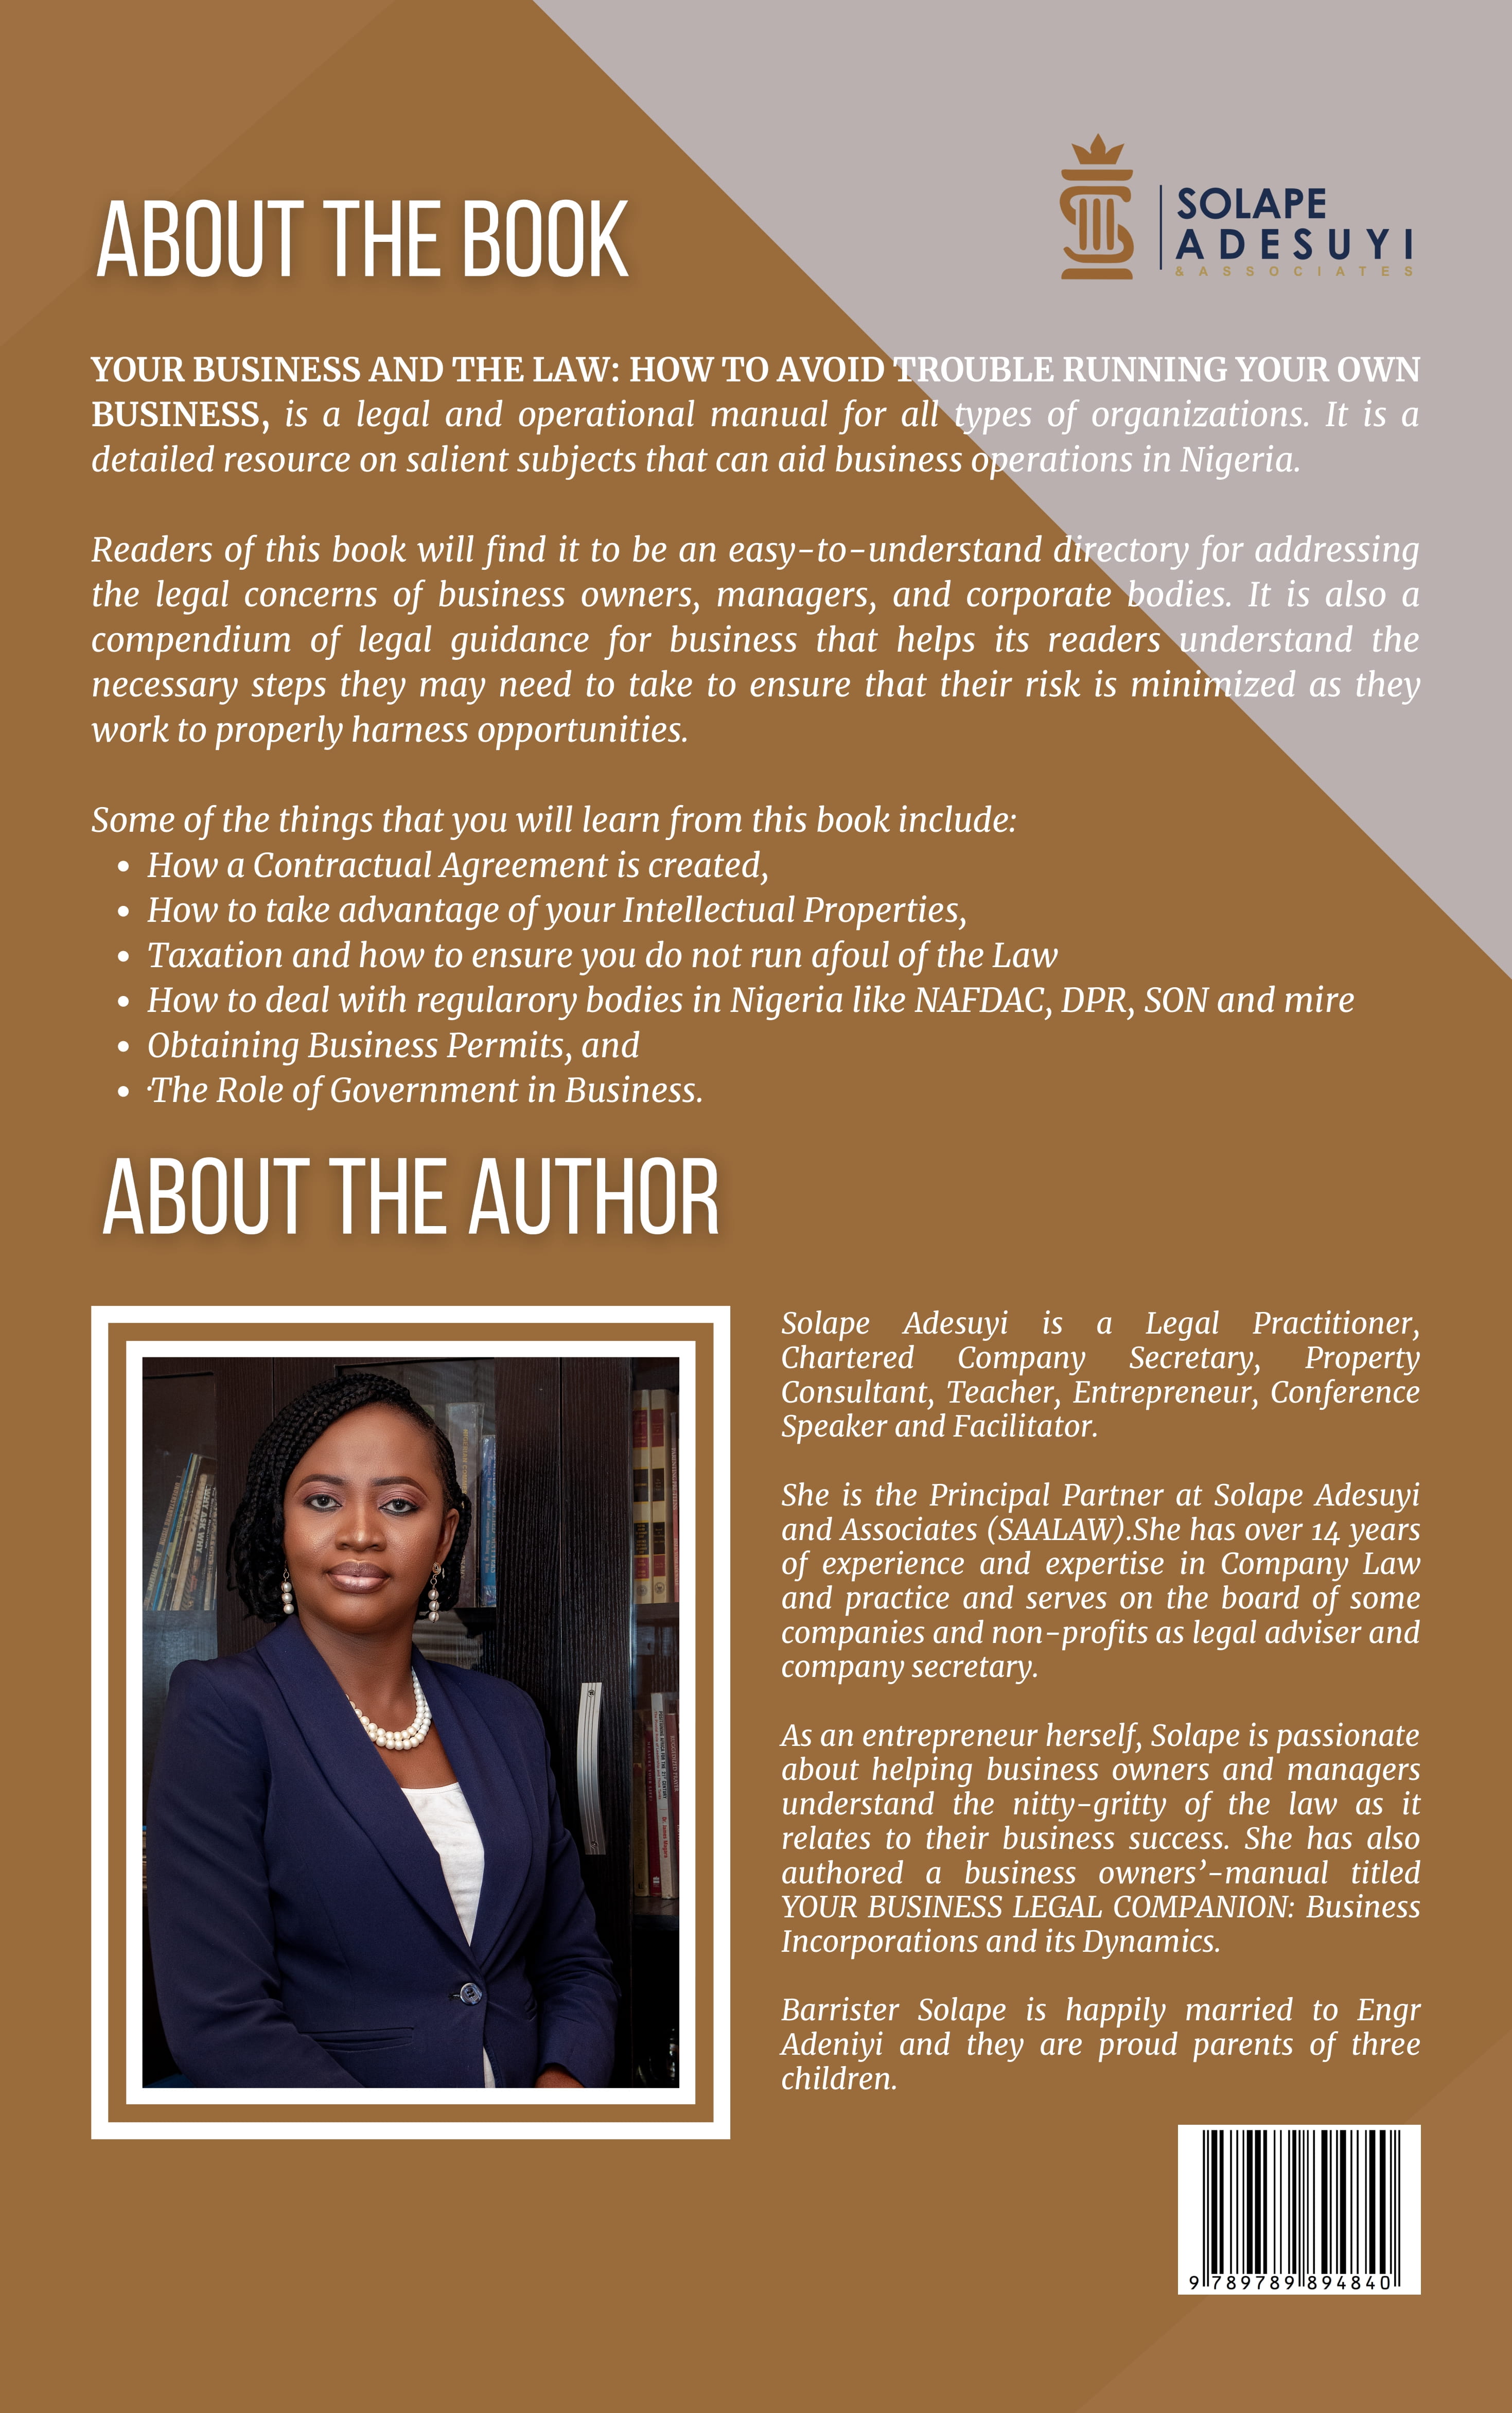 ABOUT THE BOOK
SOLAPE
ADESUYI
& ASSOCIATES
YOUR BUSINESS AND THE LAW: HOW TO AVOID TROUBLE RUNNING YOUR OWN
BUSINESS, is a legal and operational manual for all types of organizations. It is a
detailed resource on salient subjects that can aid business operations in Nigeria.
Readers of this book will find it to be an easy-to-understand directory for addressing
the legal concerns of business owners, managers, and corporate bodies. It is also a
compendium of legal guidance for business that helps its readers understand the
necessary steps they may need to take to ensure that their risk is minimized as they
work to properly harness opportunities.
Some of the things that you will learn from this book include:
• How a Contractual Agreement is created,
• How to take advantage of your Intellectual Properties,
• Taxation and how to ensure you do not run afoul of the Law
• How to deal with regularory bodies in Nigeria like NAFDAC, DPR, SON and mire
• Obtaining Business Permits, and
• ·The Role of Government in Business.
ABOUT THE AUTHOR
WHY ASK WHY
Solape Adesuyi is a Legal Practitioner,
Chartered Company Secretary, Property
Consultant, Teacher, Entrepreneur, Conference
Speaker and Facilitator.
She is the Principal Partner at Solape Adesuyi
and Associates (SAALAW).She has over 14 years
of experience and expertise in Company Law
and practice and serves on the board of some
companies and non-profits as legal adviser and
company secretary.
As an entrepreneur herself, Solape is passionate
about helping business owners and managers
understand the nitty-gritty of the law as it
relates to their business success. She has also
authored a business owners’-manual titled
YOUR BUSINESS LEGAL COMPANION: Business
Incorporations and its Dynamics.
Barrister Solape is happily married to Engr
Adeniyi and they are proud parents of three
children.
9 789789 894840